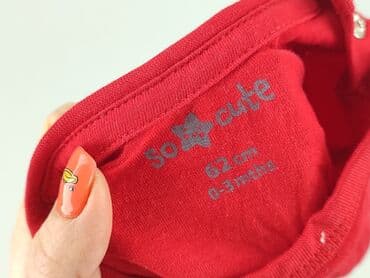 So cute
62 cm
0-3 mths